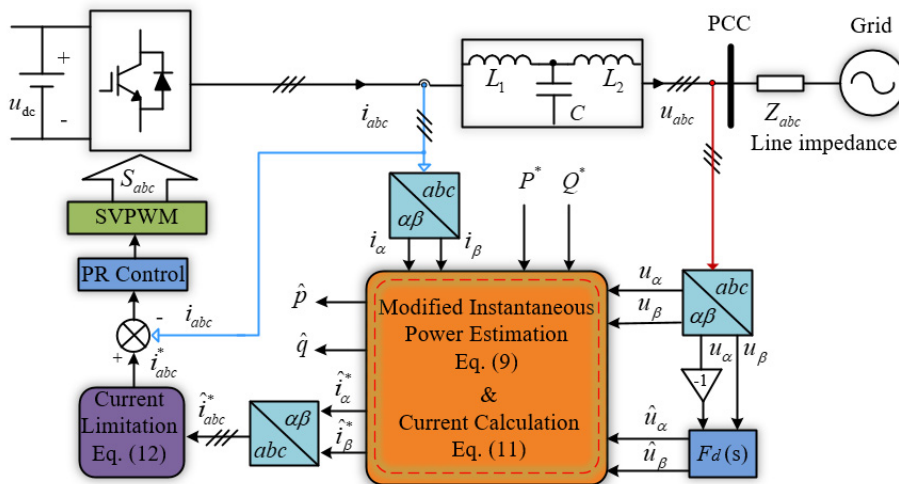 PCC
Grid
+
u_dc
-
L_1
L_2
C
i_abc
u_abc
Z_abc
Line impedance
S_abc
SVPWM
PR Control
abc
αβ
P^*
Q^*
i_α
i_β
i_abc
-
+
i^*_abc
Modified Instantaneous
Power Estimation
Eq. (9)
&
Current Calculation
Eq. (11)
p̂
q̂
u_α
u_β
abc
αβ
u_α
u_β
-1
Current
Limitation
Eq. (12)
î^*_abc
αβ
abc
î^*_α
î^*_β
û_α
û_β
F_d(s)